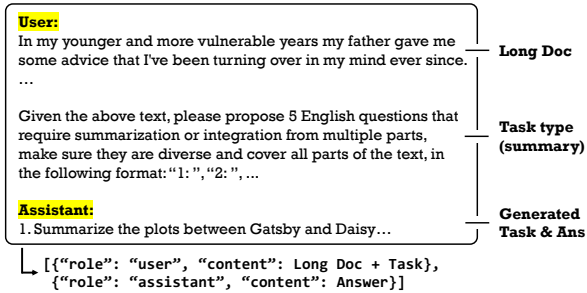 User:
In my younger and more vulnerable years my father gave me
some advice that I've been turning over in my mind ever since.
…
Long Doc
Given the above text, please propose 5 English questions that
require summarization or integration from multiple parts,
make sure they are diverse and cover all parts of the text, in
the following format: “1: ”, “2: ”, ...
Task type
(summary)
Assistant:
1. Summarize the plots between Gatsby and Daisy…
Generated
Task & Ans
[{“role”: “user”, “content”: Long Doc + Task},
{“role”: “assistant”, “content”: Answer}]